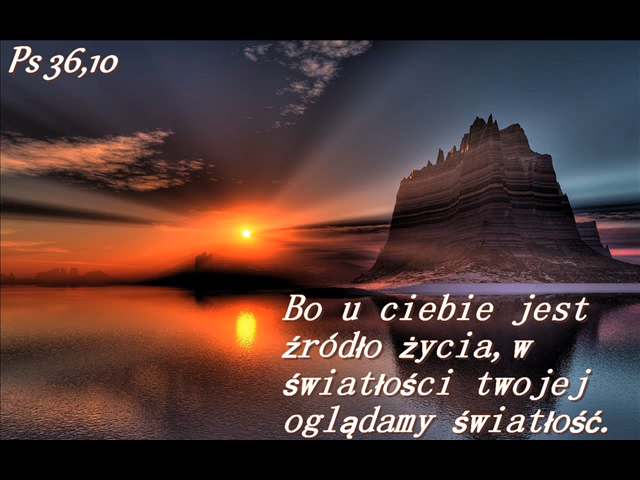 Ps 36,10
Bo u ciebie jest
źródło życia, w
światłości twojej
oglądamy światłość.